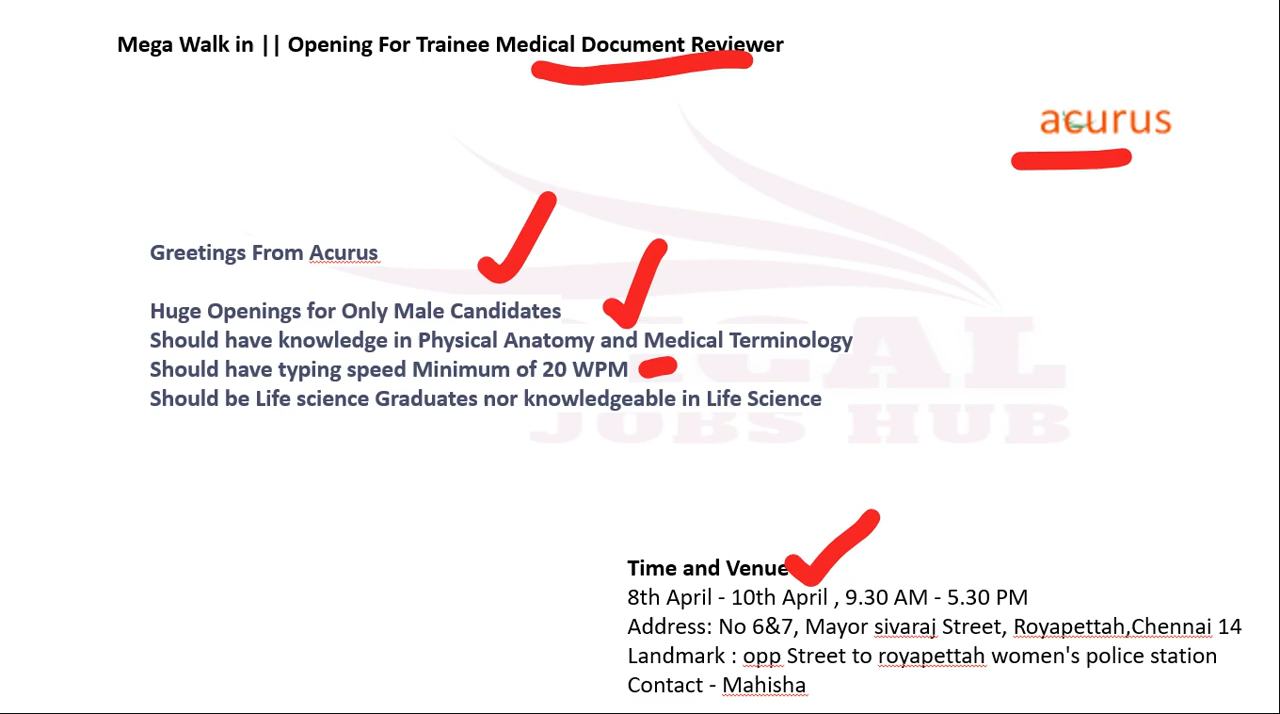 Mega Walk in || Opening For Trainee Medical Document Reviewer
acurus
Greetings From Acurus
Huge Openings for Only Male Candidates
Should have knowledge in Physical Anatomy and Medical Terminology
Should have typing speed Minimum of 20 WPM
Should be Life science Graduates nor knowledgeable in Life Science
JOBS HUB
Time and Venue
8th April - 10th April , 9.30 AM - 5.30 PM
Address: No 6&7, Mayor sivaraj Street, Royapettah,Chennai 14
Landmark : opp Street to royapettah women's police station
Contact - Mahisha